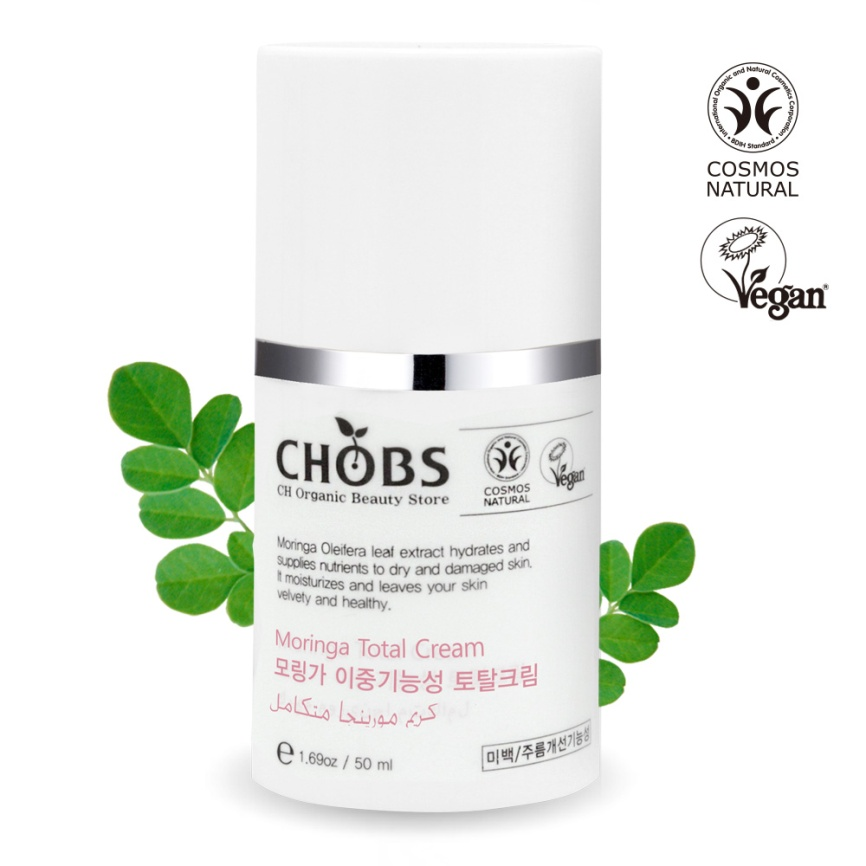 International Organic and Natural Cosmetics Corporation
• BDIH Standard •
COSMOS
NATURAL
Vegan®
CHOBS
CH Organic Beauty Store
COSMOS
NATURAL
Vegan
Moringa Oleifera leaf extract hydrates and
supplies nutrients to dry and damaged skin.
It moisturizes and leaves your skin
velvety and healthy.
Moringa Total Cream
모링가 이중기능성 토탈크림
كريم مورينجا متكامل
℮ 1.69oz / 50 ml
미백/주름개선기능성